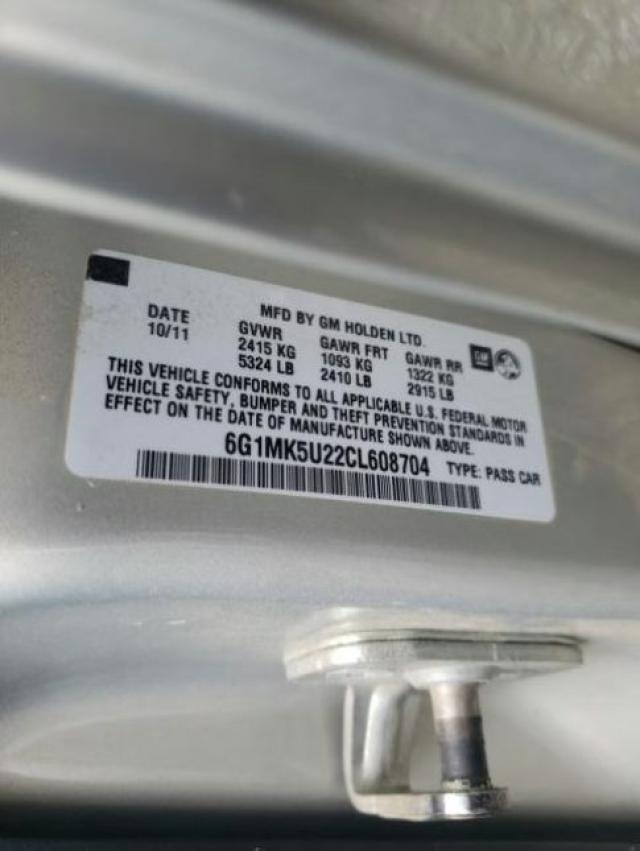 MFD BY GM HOLDEN LTD.
DATE GVWR GAWR FRT GAWR RR
10/11 2415 KG 1093 KG 1322 KG
5324 LB 2410 LB 2915 LB
GM
THIS VEHICLE CONFORMS TO ALL APPLICABLE U.S. FEDERAL MOTOR
VEHICLE SAFETY, BUMPER AND THEFT PREVENTION STANDARDS IN
EFFECT ON THE DATE OF MANUFACTURE SHOWN ABOVE.
6G1MK5U22CL608704 TYPE: PASS CAR